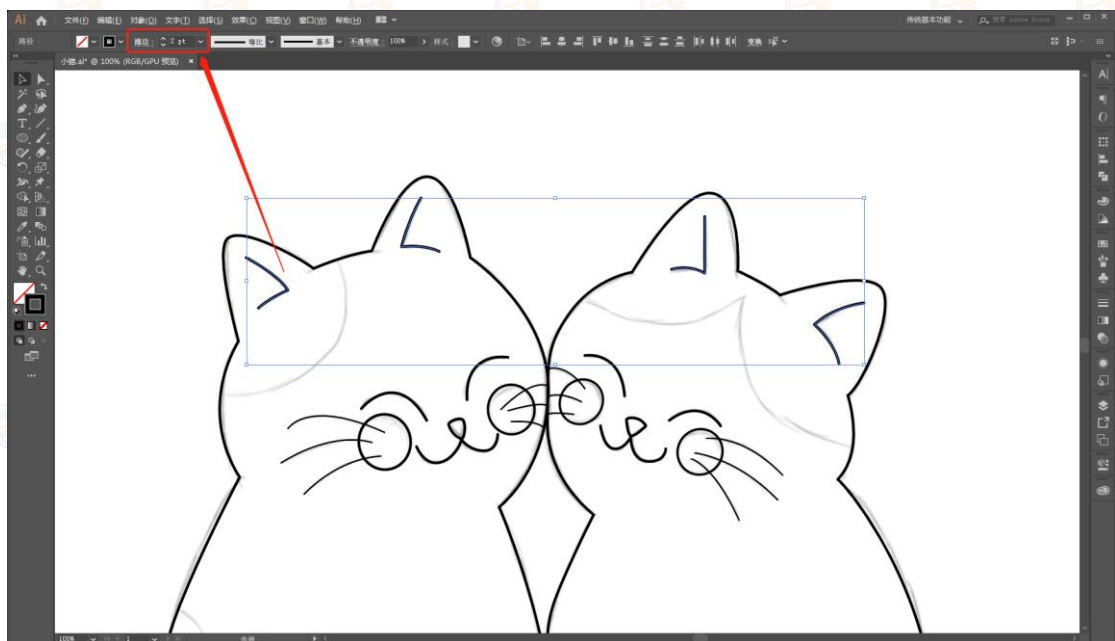 Ai 文件(F) 编辑(E) 对象(O) 文字(T) 选择(S) 效果(C) 视图(V) 窗口(W) 帮助(H) 传统基本功能
路径 描边: 2 pt 等比 基本 不透明度: 100% 样式: 变换
小猫.ai* @ 100% (RGB/GPU 预览) ×
100% 1